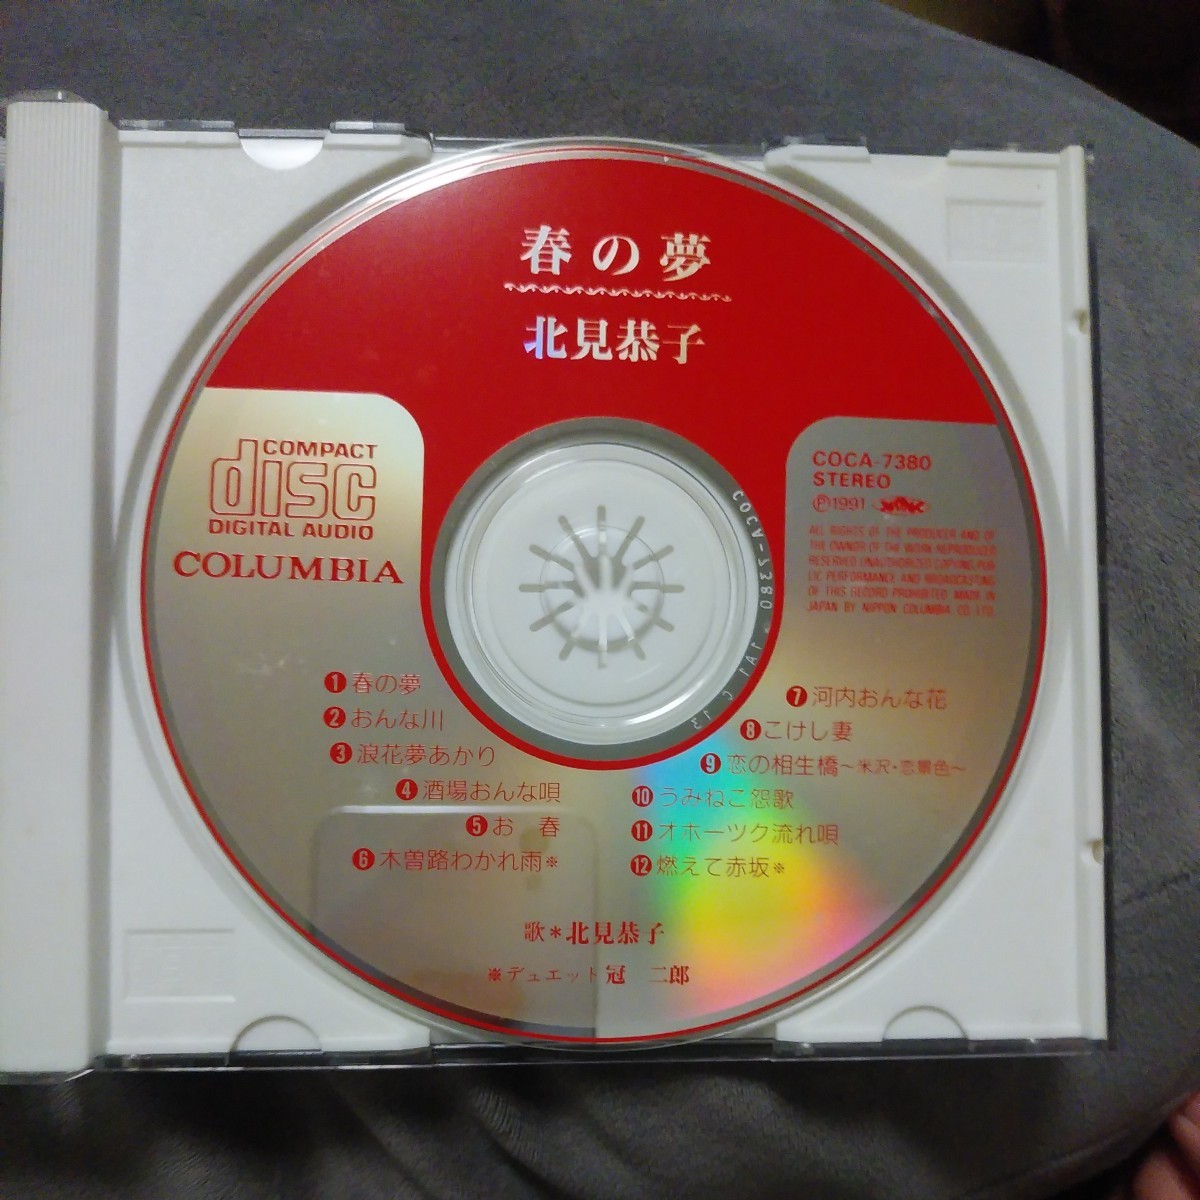 春の夢
北見恭子
COMPACT
disc
DIGITAL AUDIO
COLUMBIA
COCA-7380
STEREO
Ⓟ1991
ALL RIGHTS OF THE PRODUCER AND OF
THE OWNER OF THE WORK REPRODUCED
RESERVED UNAUTHORIZED COPYING PUB
LIC PERFORMANCE AND BROADCASTING
OF THIS RECORD PROHIBITED. MADE IN
JAPAN BY NIPPON COLUMBIA CO. LTD.
COCA-7380
1A1 C 13
❶春の夢
❷おんな川
❸浪花夢あかり
❹酒場おんな唄
❺お 春
❻木曽路わかれ雨※
❼河内おんな花
❽こけし妻
❾恋の相生橋〜米沢・恋景色〜
❿うみねこ怨歌
⓫オホーツク流れ唄
⓬燃えて赤坂※
歌*北見恭子
※デュエット 冠 二郎